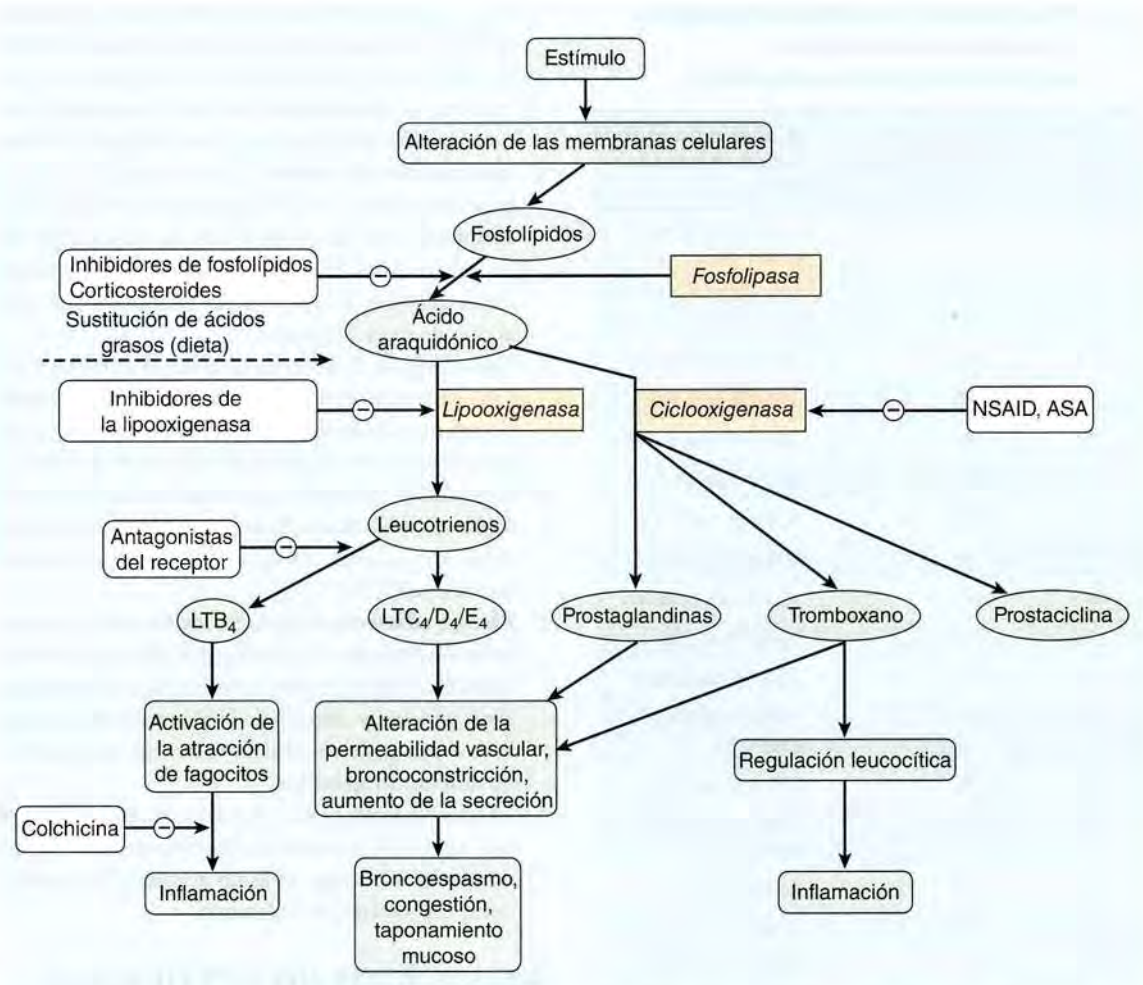 Estímulo
Alteración de las membranas celulares
Fosfolípidos
Inhibidores de fosfolípidos
Corticosteroides
Fosfolipasa
Sustitución de ácidos
grasos (dieta)
Ácido
araquidónico
Inhibidores de
la lipooxigenasa
Lipooxigenasa
Ciclooxigenasa
NSAID, ASA
Leucotrienos
Antagonistas
del receptor
LTB₄
LTC₄/D₄/E₄
Prostaglandinas
Tromboxano
Prostaciclina
Activación de
la atracción
de fagocitos
Alteración de la
permeabilidad vascular,
broncoconstricción,
aumento de la secreción
Regulación leucocítica
Colchicina
Inflamación
Broncoespasmo,
congestión,
taponamiento
mucoso
Inflamación